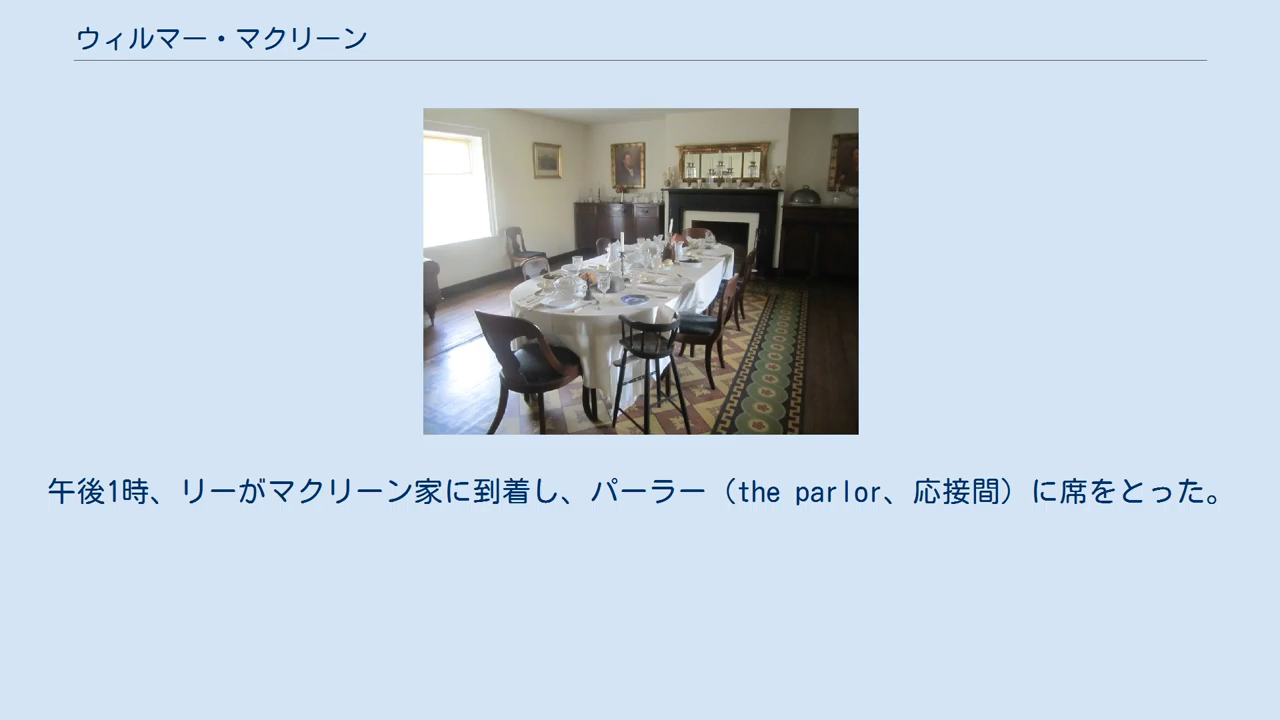 ウィルマー・マクリーン
午後1時、リーがマクリーン家に到着し、パーラー（the parlor、応接間）に席をとった。